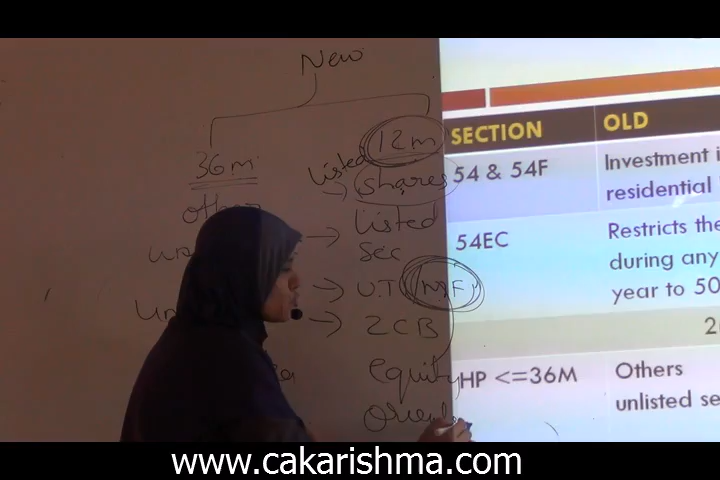 New
36m
12m
listed
shares
listed
Sec
U.T (MF)
ZCB
equity
SECTION OLD
54 & 54F Investment i
residential
54EC Restricts the
during any
year to 50
HP <=36M Others
unlisted se
www.cakarishma.com